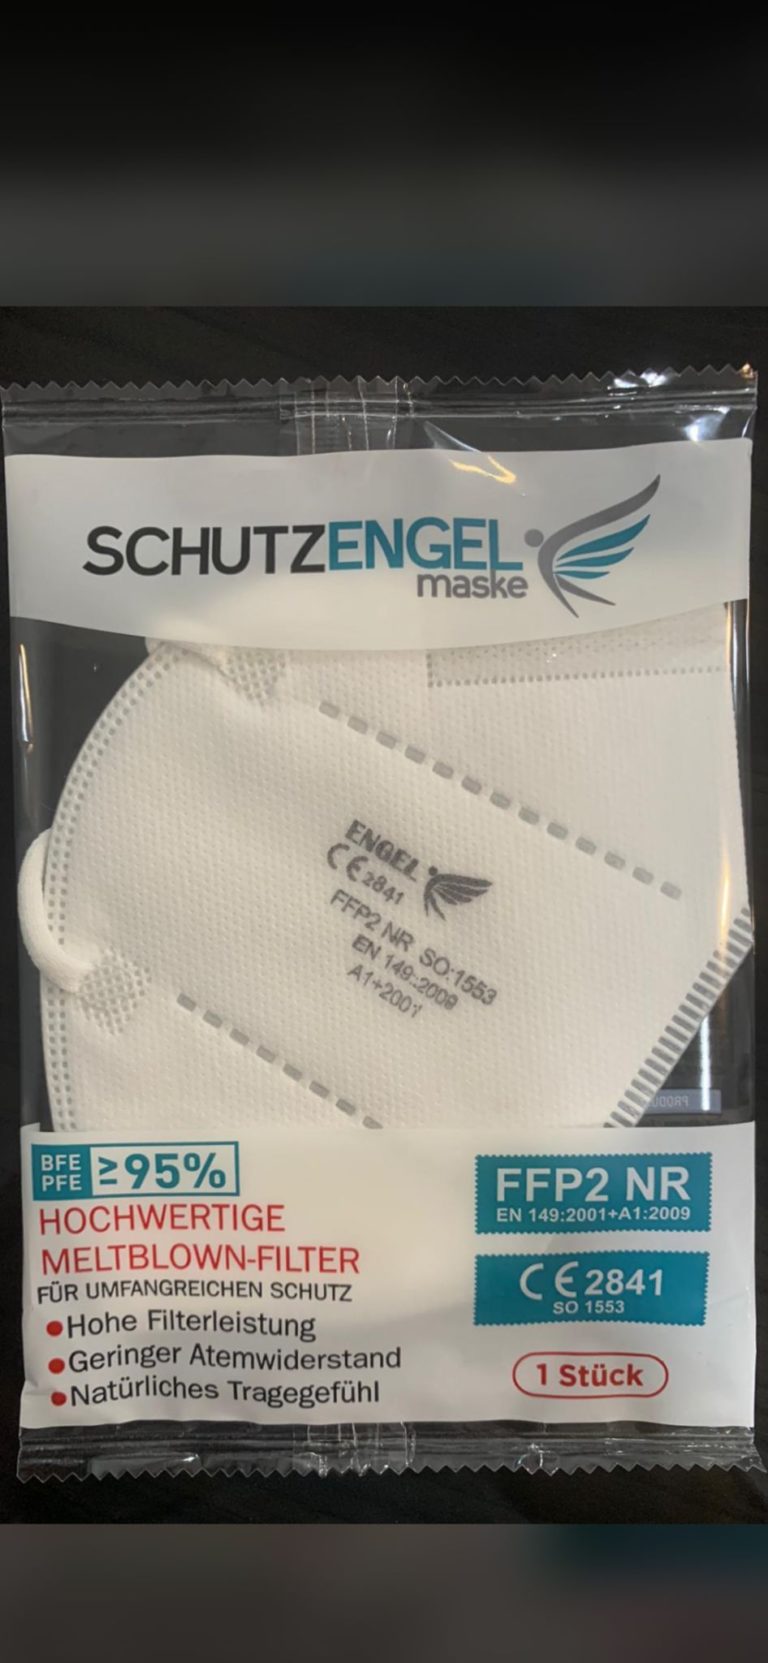 SCHUTZENGEL
maske
ENGEL
CE 2841
FFP2 NR SO:1553
EN 149:2009
A1+2001
BFE
PFE
≥95%
HOCHWERTIGE
MELTBLOWN-FILTER
FÜR UMFANGREICHEN SCHUTZ
•Hohe Filterleistung
•Geringer Atemwiderstand
•Natürliches Tragegefühl
FFP2 NR
EN 149:2001+A1:2009
CE 2841
SO 1553
1 Stück